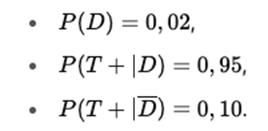 • P(D) = 0,02,
• P(T + |D) = 0,95,
• P(T + |D̅) = 0,10.